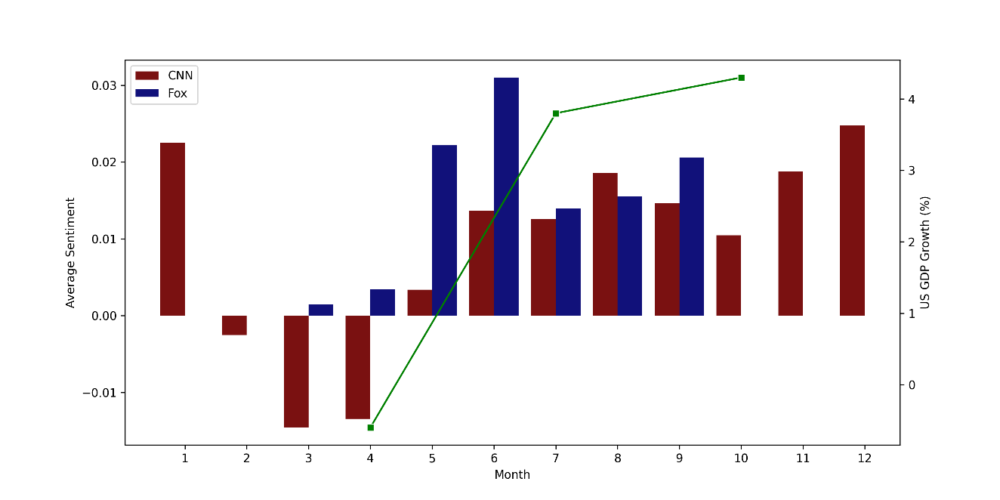 CNN
Fox
0.03
0.02
0.01
0.00
−0.01
Average Sentiment
4
3
2
1
0
US GDP Growth (%)
1 2 3 4 5 6 7 8 9 10 11 12
Month